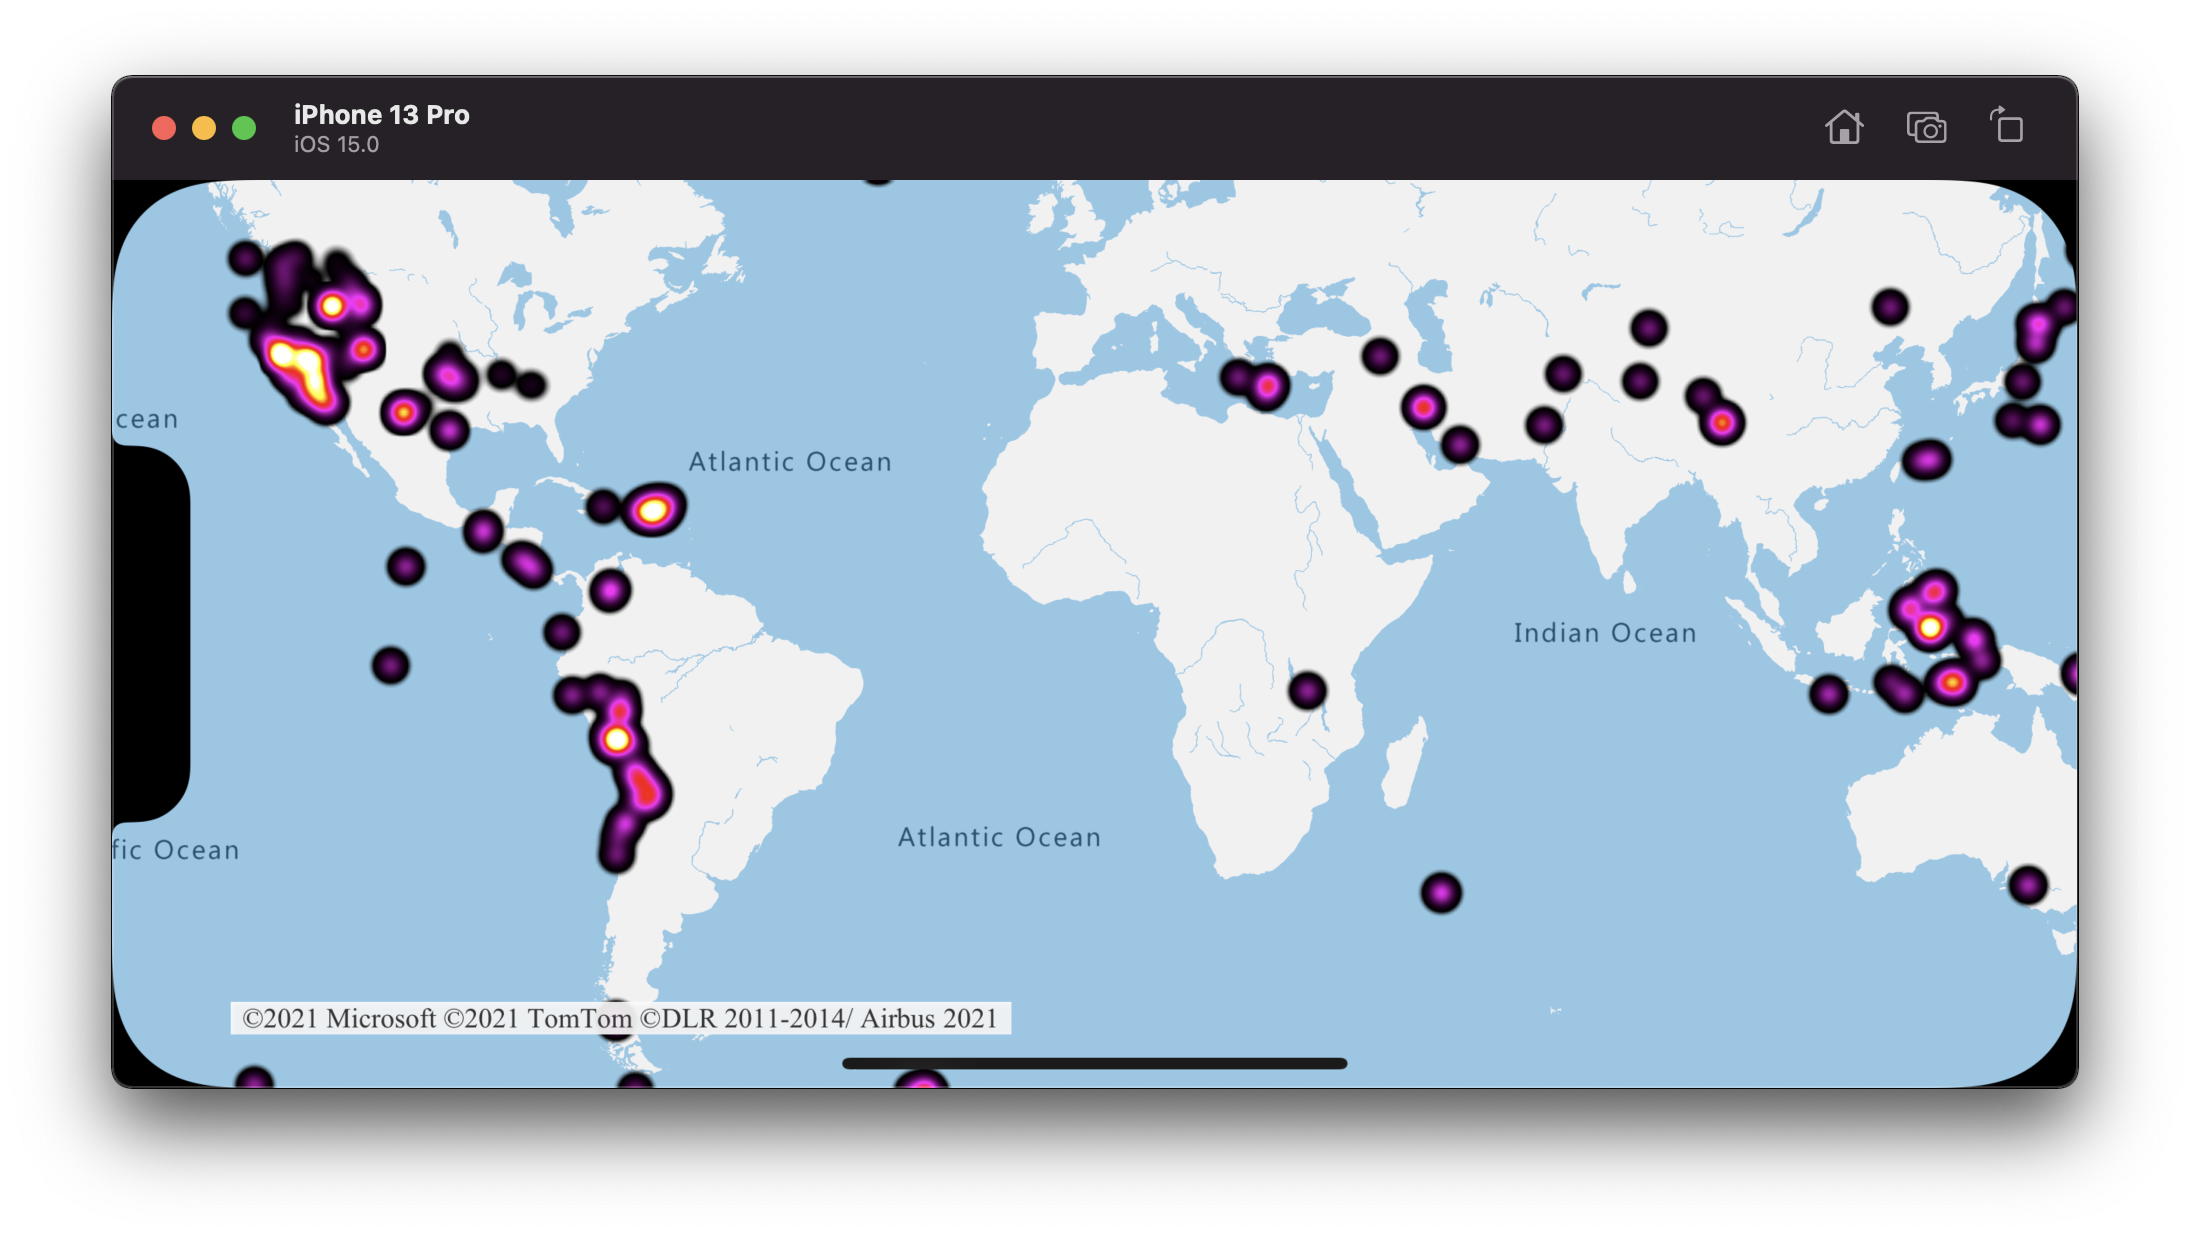 iPhone 13 Pro
iOS 15.0
cean
Atlantic Ocean
Indian Ocean
Atlantic Ocean
fic Ocean
©2021 Microsoft ©2021 TomTom ©DLR 2011-2014/ Airbus 2021